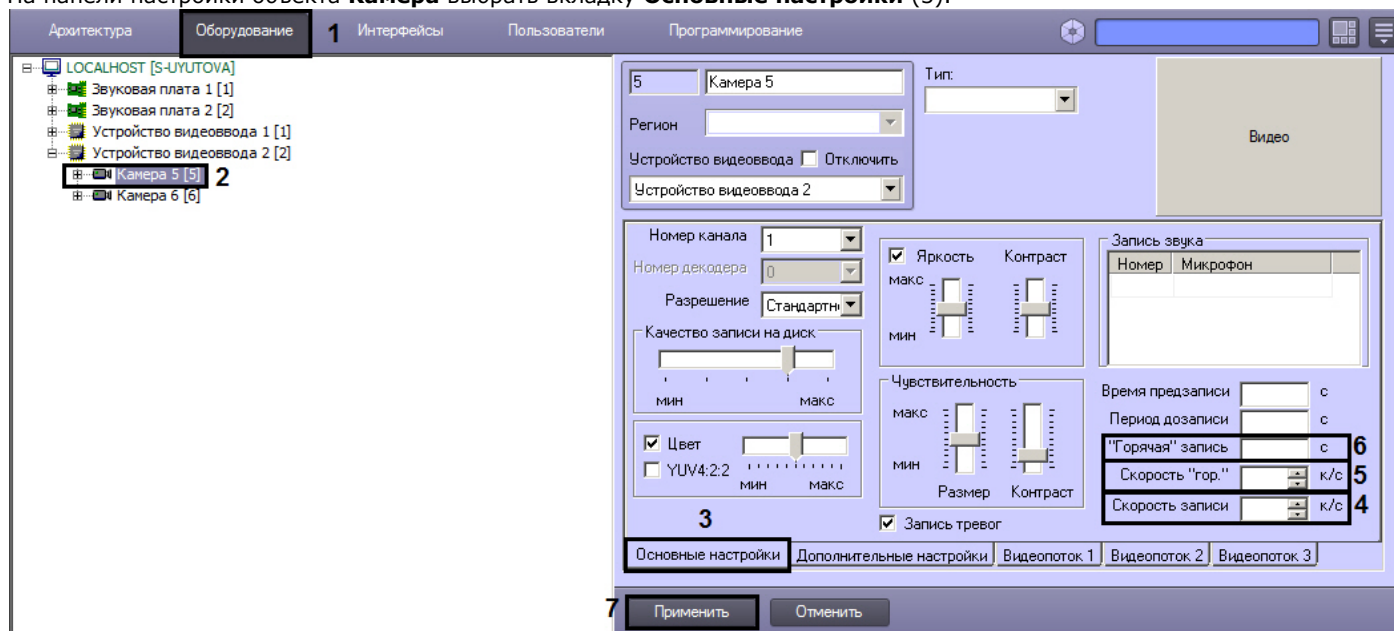 На панели настройки объекта Камера выбрать вкладку Основные настройки (3).
Архитектура Оборудование 1 Интерфейсы Пользователи Программирование
LOCALHOST [S-UYUTOVA]
Звуковая плата 1 [1]
Звуковая плата 2 [2]
Устройство видеоввода 1 [1]
Устройство видеоввода 2 [2]
Камера 5 [5] 2
Камера 6 [6]
5 Камера 5
Тип:
Регион
Устройство видеоввода Отключить
Устройство видеоввода 2
Видео
Номер канала 1
Номер декодера 0
Разрешение Стандартн
Качество записи на диск
мин макс
Цвет
YUV4:2:2
мин макс
3
Яркость Контраст
макс
мин
Чувствительность
макс
мин
Размер Контраст
Запись тревог
Запись звука
Номер Микрофон
Время предзаписи с
Период дозаписи с
"Горячая" запись с 6
Скорость "гор." к/с 5
Скорость записи к/с 4
Основные настройки Дополнительные настройки Видеопоток 1 Видеопоток 2 Видеопоток 3
7 Применить Отменить